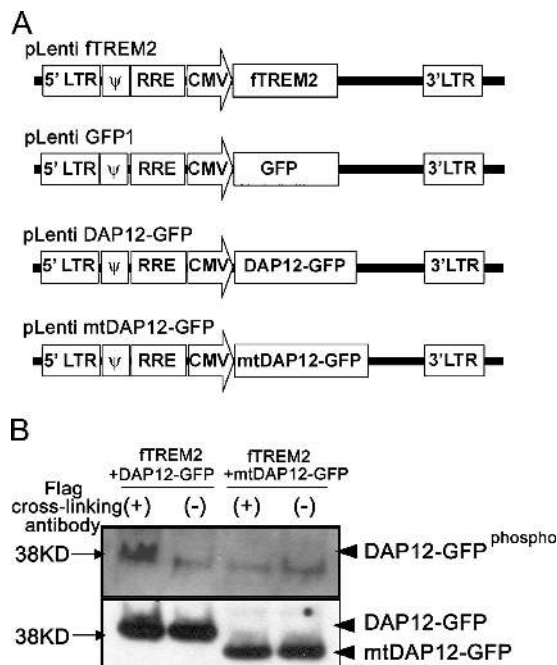 A
pLenti fTREM2
5' LTR ψ RRE CMV fTREM2 3'LTR
pLenti GFP1
5' LTR ψ RRE CMV GFP 3'LTR
pLenti DAP12-GFP
5' LTR ψ RRE CMV DAP12-GFP 3'LTR
pLenti mtDAP12-GFP
5' LTR ψ RRE CMV mtDAP12-GFP 3'LTR
B
fTREM2 fTREM2
+DAP12-GFP +mtDAP12-GFP
Flag
cross-linking (+) (-) (+) (-)
antibody
38KD DAP12-GFP phospho
DAP12-GFP
38KD
mtDAP12-GFP